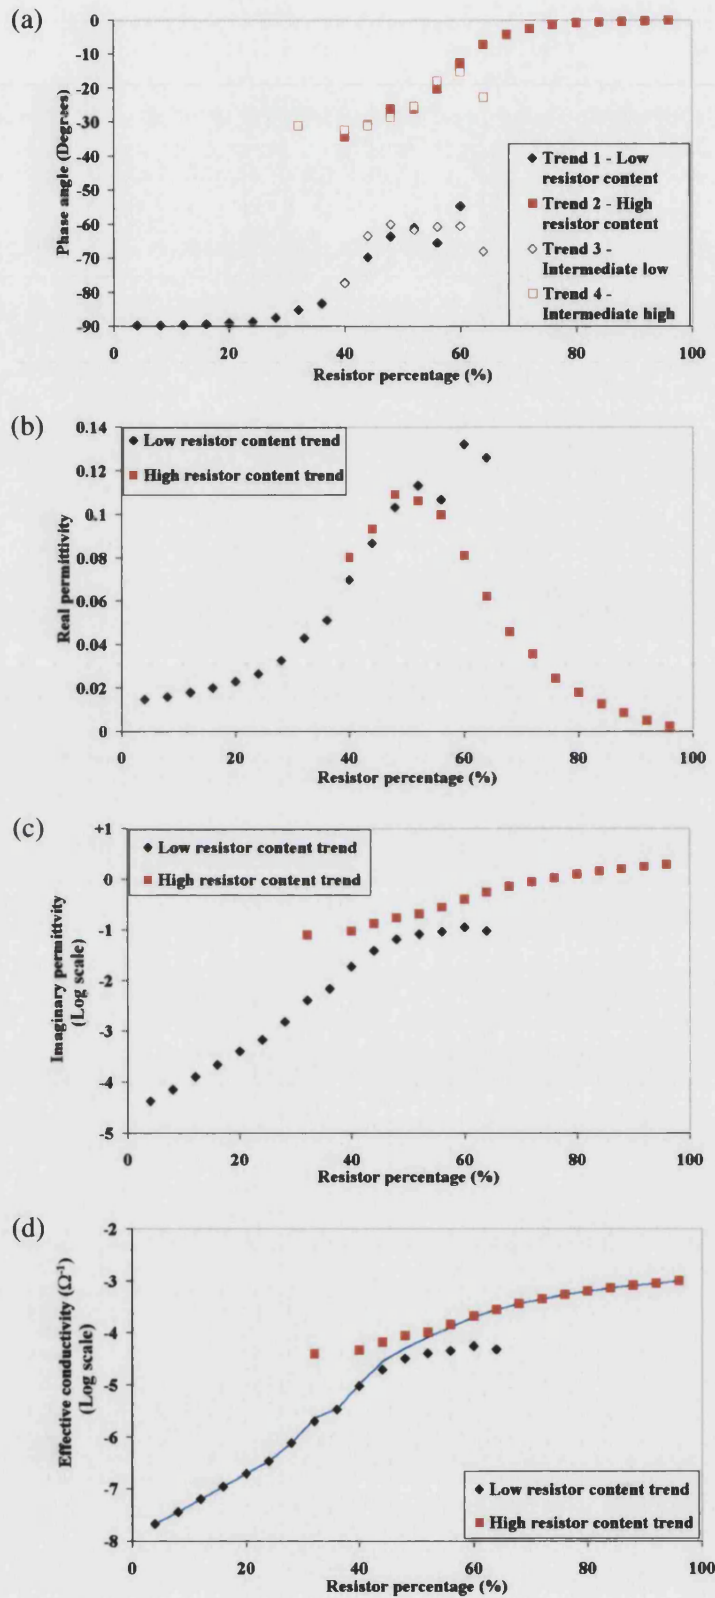 (a)
0
-10
-20
-30
-40
-50
-60
-70
-80
-90
Phase angle (Degrees)
0 20 40 60 80 100
Resistor percentage (%)
Trend 1 - Low
resistor content
Trend 2 - High
resistor content
Trend 3 -
Intermediate low
Trend 4 -
Intermediate high
(b)
0.14
0.12
0.1
0.08
0.06
0.04
0.02
0
Real permittivity
Low resistor content trend
High resistor content trend
0 20 40 60 80 100
Resistor percentage (%)
(c)
+1
0
-1
-2
-3
-4
-5
Imaginary permittivity
(Log scale)
Low resistor content trend
High resistor content trend
0 20 40 60 80 100
Resistor percentage (%)
(d)
-2
-3
-4
-5
-6
-7
-8
Effective conductivity (Ω⁻¹)
(Log scale)
Low resistor content trend
High resistor content trend
0 20 40 60 80 100
Resistor percentage (%)